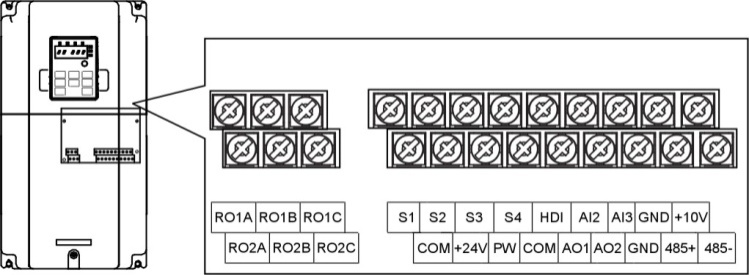 RO1A RO1B RO1C S1 S2 S3 S4 HDI AI2 AI3 GND +10V
RO2A RO2B RO2C COM +24V PW COM AO1 AO2 GND 485+ 485-